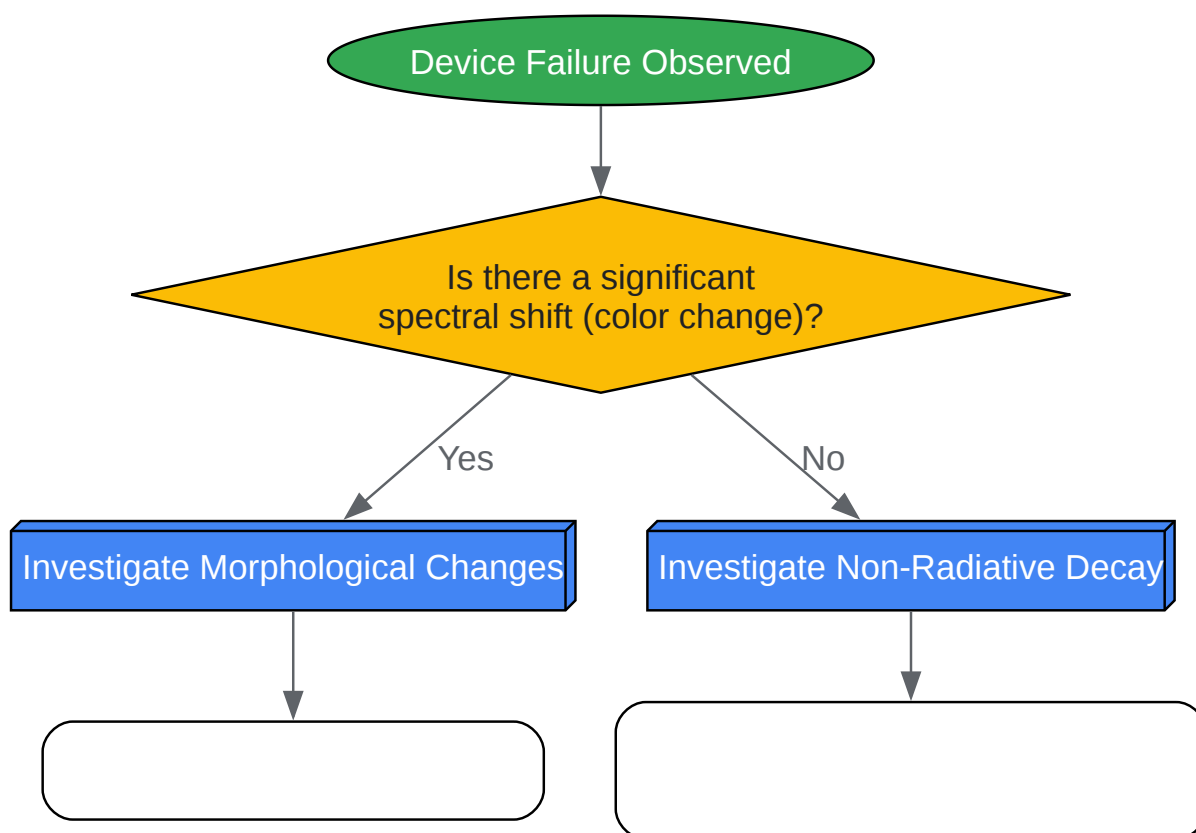 Device Failure Observed
Is there a significant
spectral shift (color change)?
Yes
No
Investigate Morphological Changes
Investigate Non-Radiative Decay